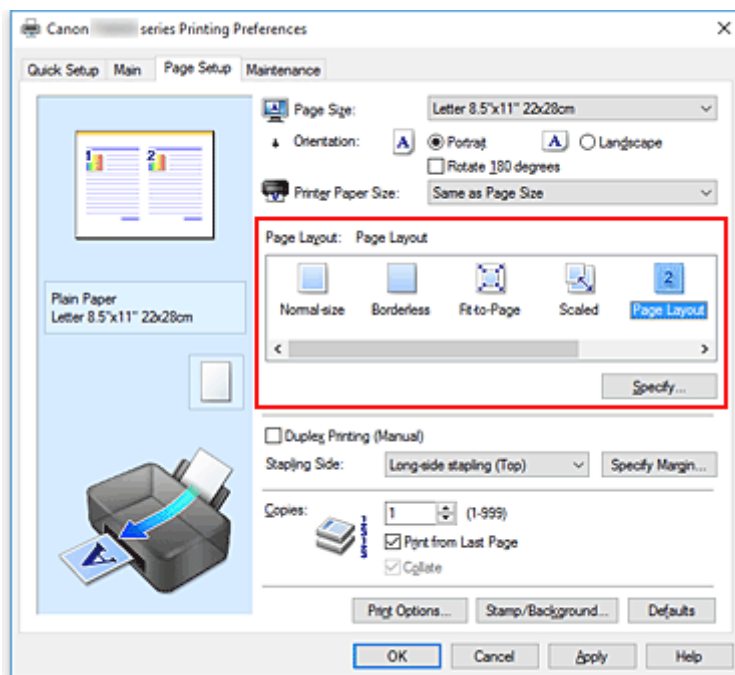 Canon series Printing Preferences
Quick Setup Main Page Setup Maintenance
1 2
Plain Paper
Letter 8.5"x11" 22x28cm
A
Page Size: Letter 8.5"x11" 22x28cm
Orientation: A Portrait A Landscape
Rotate 180 degrees
Printer Paper Size: Same as Page Size
Page Layout: Page Layout
2
Normal-size Borderless Fit-to-Page Scaled Page Layout
Specify...
Duplex Printing (Manual)
Stapling Side: Long-side stapling (Top) Specify Margin...
Copies: 1 (1-999)
Print from Last Page
Collate
Print Options... Stamp/Background... Defaults
OK Cancel Apply Help